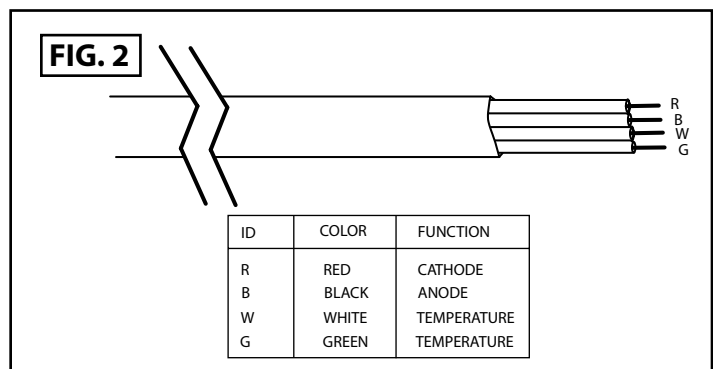 FIG. 2
R
B
W
G
ID COLOR FUNCTION
R RED CATHODE
B BLACK ANODE
W WHITE TEMPERATURE
G GREEN TEMPERATURE